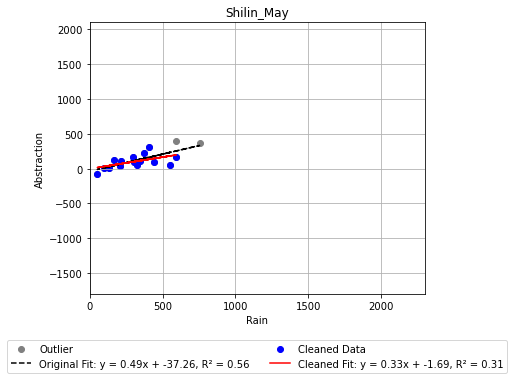 Shilin_May
2000
1500
1000
500
0
−500
−1000
−1500
Abstraction
0 500 1000 1500 2000
Rain
Outlier Cleaned Data
Original Fit: y = 0.49x + -37.26, R² = 0.56 Cleaned Fit: y = 0.33x + -1.69, R² = 0.31